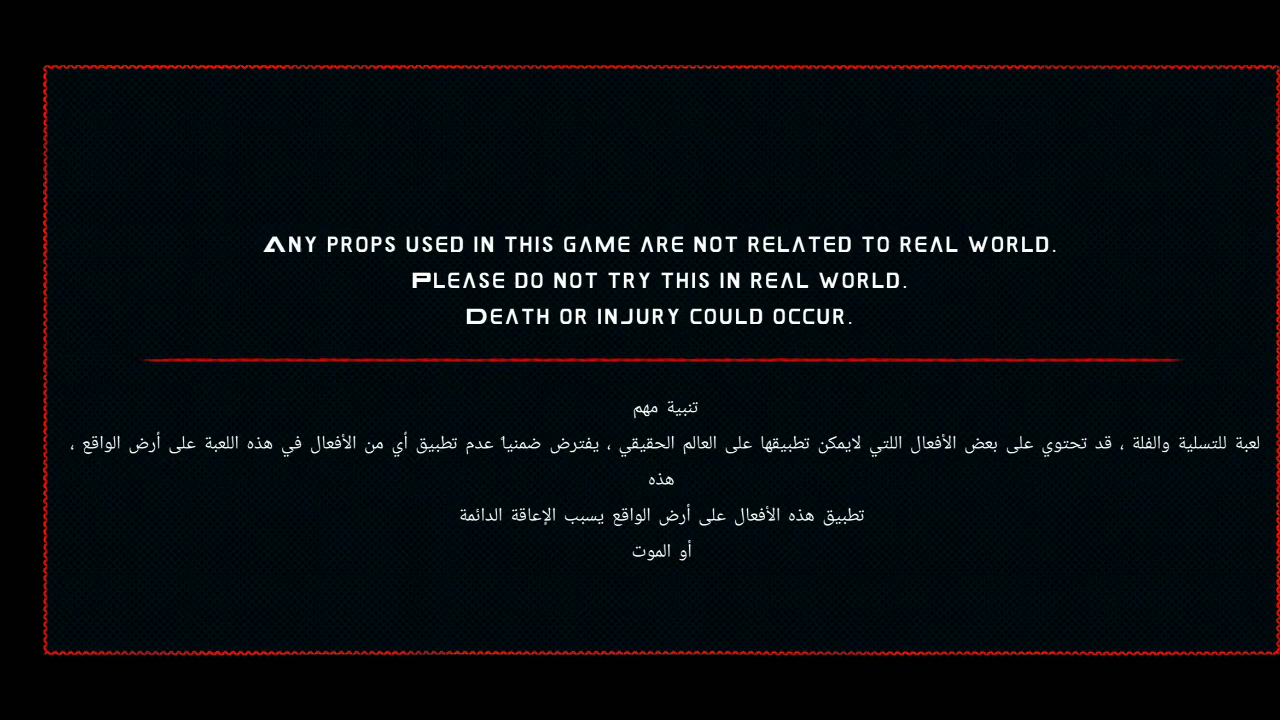 Any props used in this game are not related to real world.
Please do not try this in real world.
Death or injury could occur.
تنبية مهم
لعبة للتسلية والفلة ، قد تحتوي على بعض الأفعال اللتي لايمكن تطبيقها على العالم الحقيقي ، يفترض ضمنياً عدم تطبيق أي من الأفعال في هذه اللعبة على أرض الواقع ،
هذه
تطبيق هذه الأفعال على أرض الواقع يسبب الإعاقة الدائمة
أو الموت